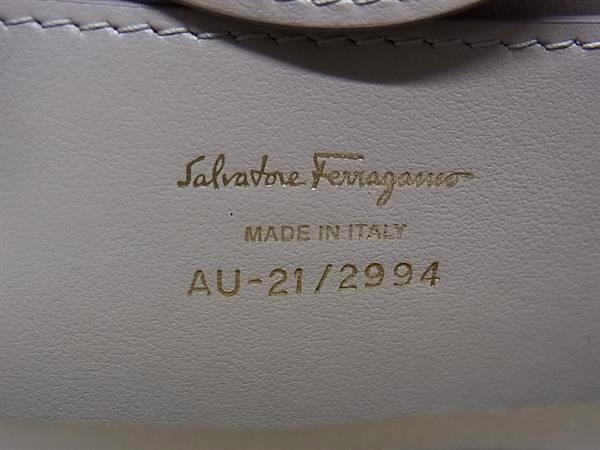 Salvatore Ferragamo
MADE IN ITALY
AU-21/2994